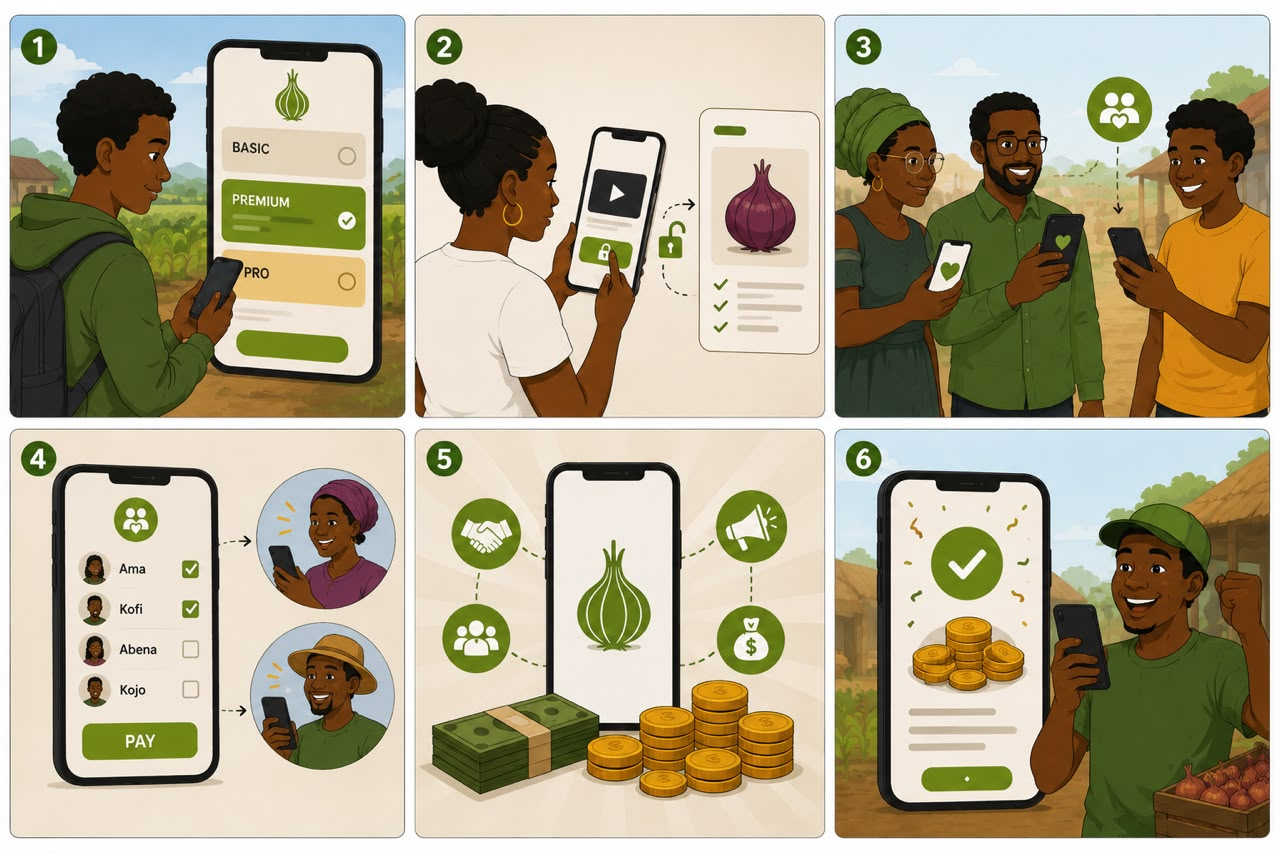 1
BASIC
PREMIUM
PRO
2
3
4
Ama
Kofi
Abena
Kojo
PAY
5
$
6